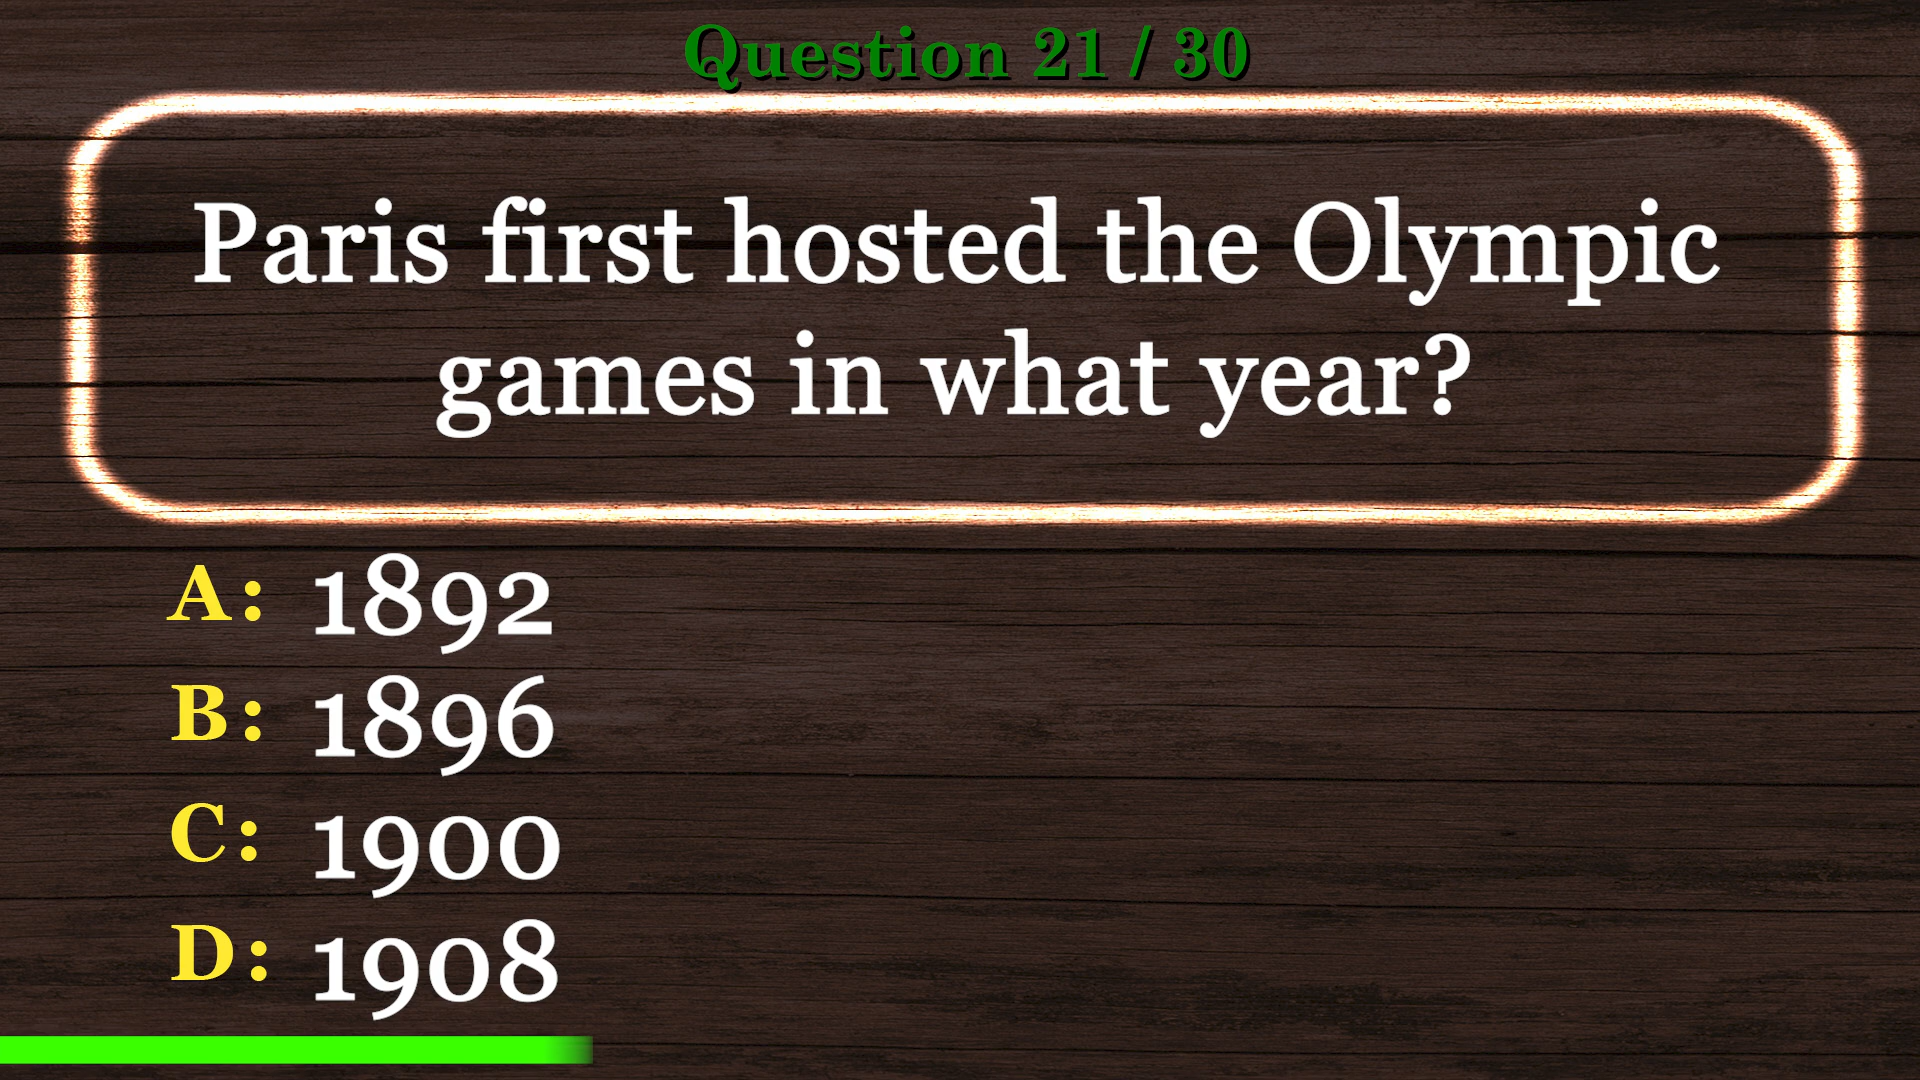 Question 21 / 30
Paris first hosted the Olympic
games in what year?
A: 1892
B: 1896
C: 1900
D: 1908